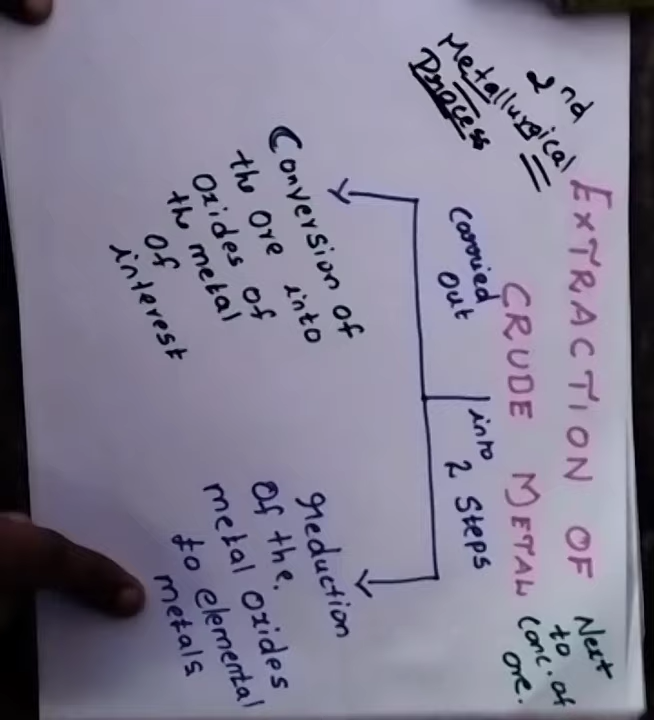 2nd
Metallurgical
Process
EXTRACTION OF
CRUDE METAL
Next
to
Conc. of
ore.
Carried
out
into
2 Steps
Conversion of
the ore into
oxides of
the metal
of
interest
reduction
of the.
metal oxides
to elemental
metals